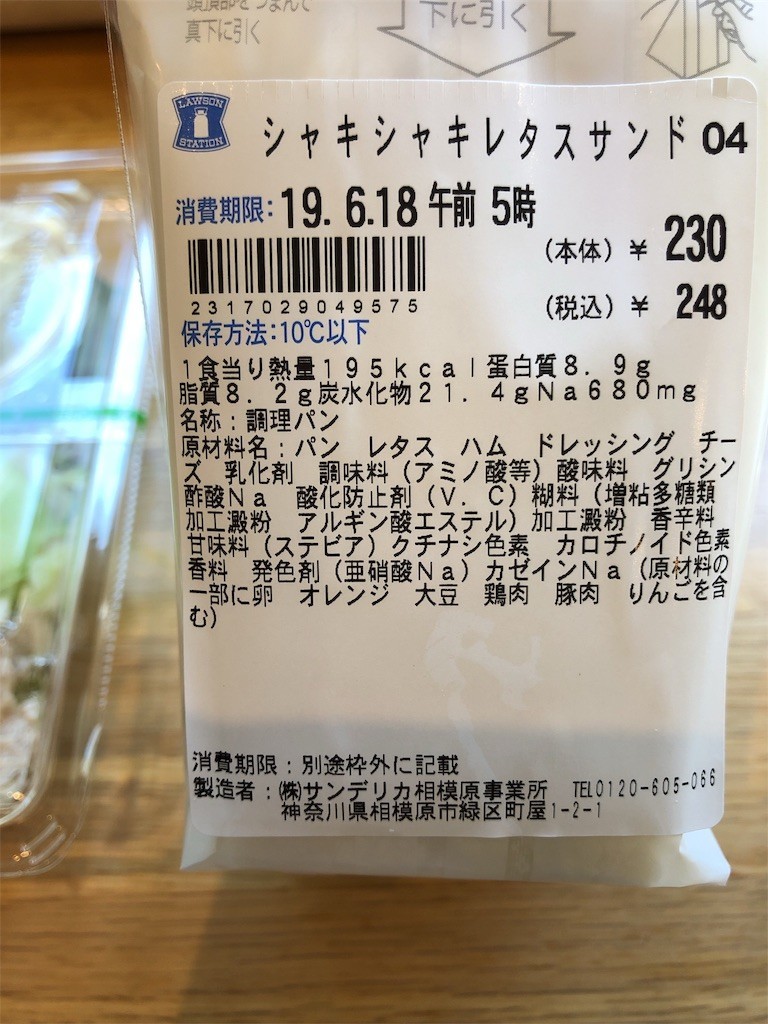 真下に引く
下に引く
LAWSON
STATION
シャキシャキレタスサンド 04
消費期限: 19. 6.18 午前 5時
(本体) ¥ 230
2317029049575
(税込) ¥ 248
保存方法:10℃以下
1食当り熱量195kcal蛋白質8. 9g
脂質8. 2g炭水化物21. 4gNa680mg
名称:調理パン
原材料名:パン レタス ハム ドレッシング チー
ズ 乳化剤 調味料(アミノ酸等)酸味料 グリシン
酢酸Na 酸化防止剤(V. C)糊料(増粘多糖類
加工澱粉 アルギン酸エステル)加工澱粉 香辛料
甘味料(ステビア)クチナシ色素 カロチノイド色素
香料 発色剤(亜硝酸Na)カゼインNa(原材料の
一部に卵 オレンジ 大豆 鶏肉 豚肉 りんごを含
む)
消費期限:別途枠外に記載
製造者:㈱サンデリカ相模原事業所 TEL0120-605-066
神奈川県相模原市緑区町屋1-2-1